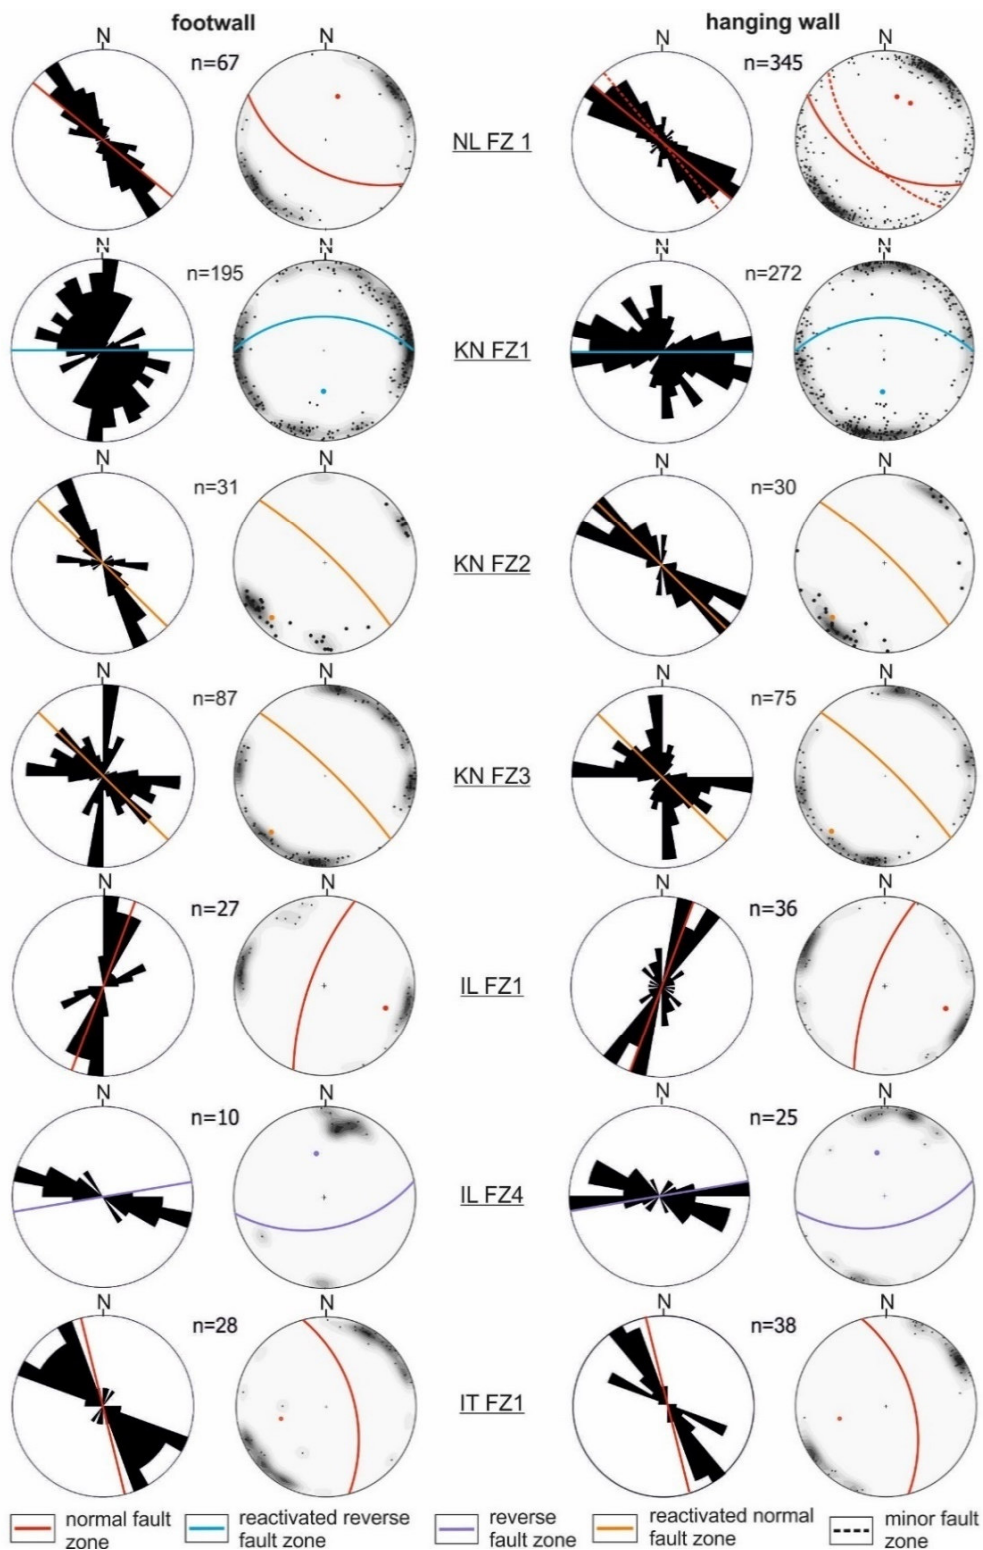 footwall
hanging wall
N
N
N
N
n=67
n=345
NL FZ 1
N
N
N
N
n=195
n=272
KN FZ1
N
N
N
N
n=31
n=30
KN FZ2
N
N
N
N
n=87
n=75
KN FZ3
N
N
N
N
n=27
n=36
IL FZ1
N
N
N
N
n=10
n=25
IL FZ4
N
N
N
N
n=28
n=38
IT FZ1
normal fault
zone
reactivated reverse
fault zone
reverse
fault zone
reactivated normal
fault zone
minor fault
zone